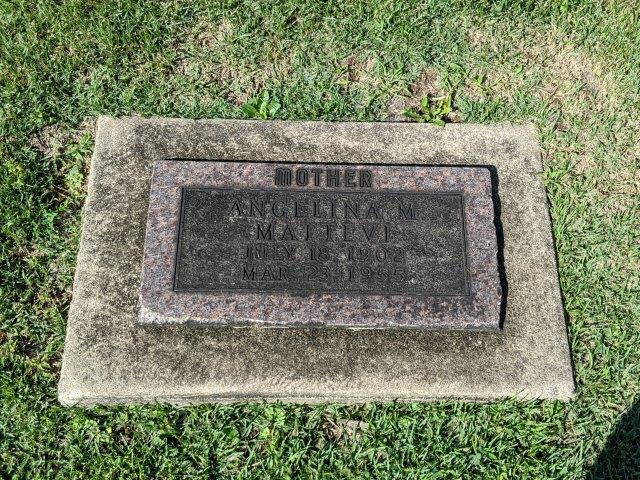 MOTHER
ANGELINA M.
MATTEVI
JULY 18, 1902
MAR. 23, 1955